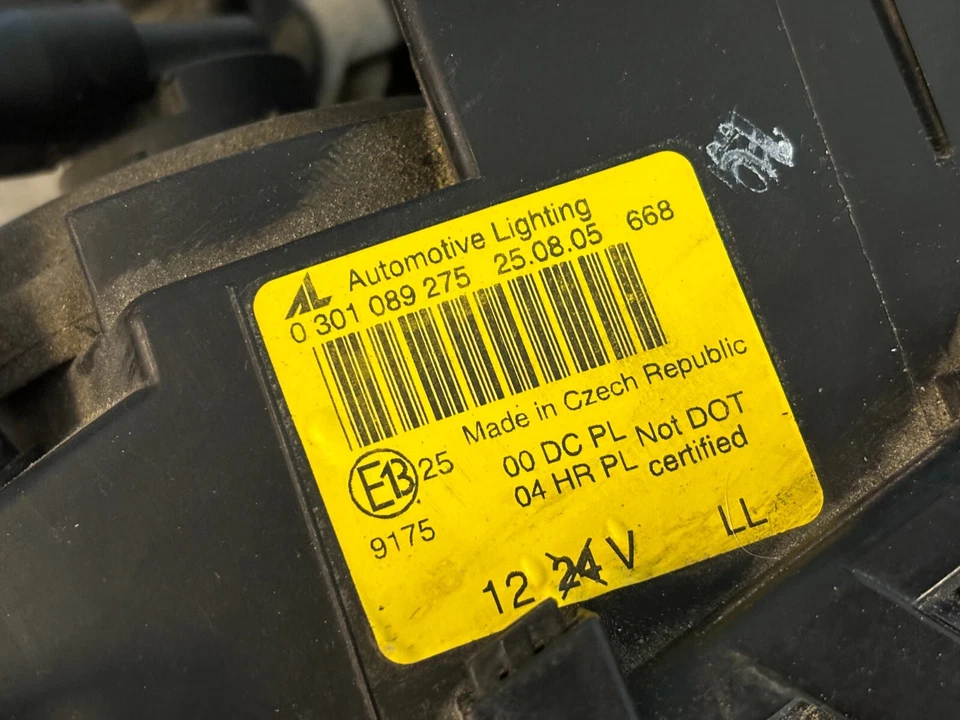 AL Automotive Lighting
0 301 089 275 25.08.05 668
Made in Czech Republic
E13 25 00 DC PL Not DOT
04 HR PL certified
9175
12 24 V LL